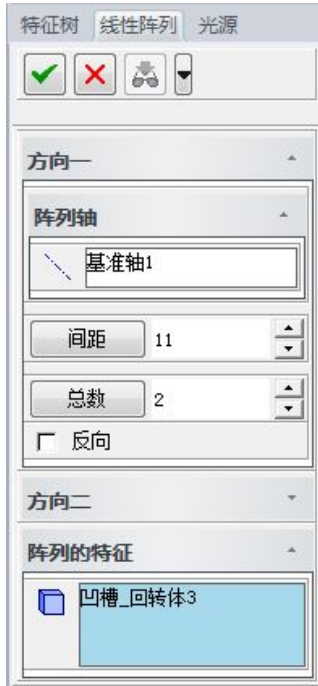 特征树 线性阵列 光源
方向一
阵列轴
基准轴1
间距 11
总数 2
反向
方向二
阵列的特征
凹槽_回转体3